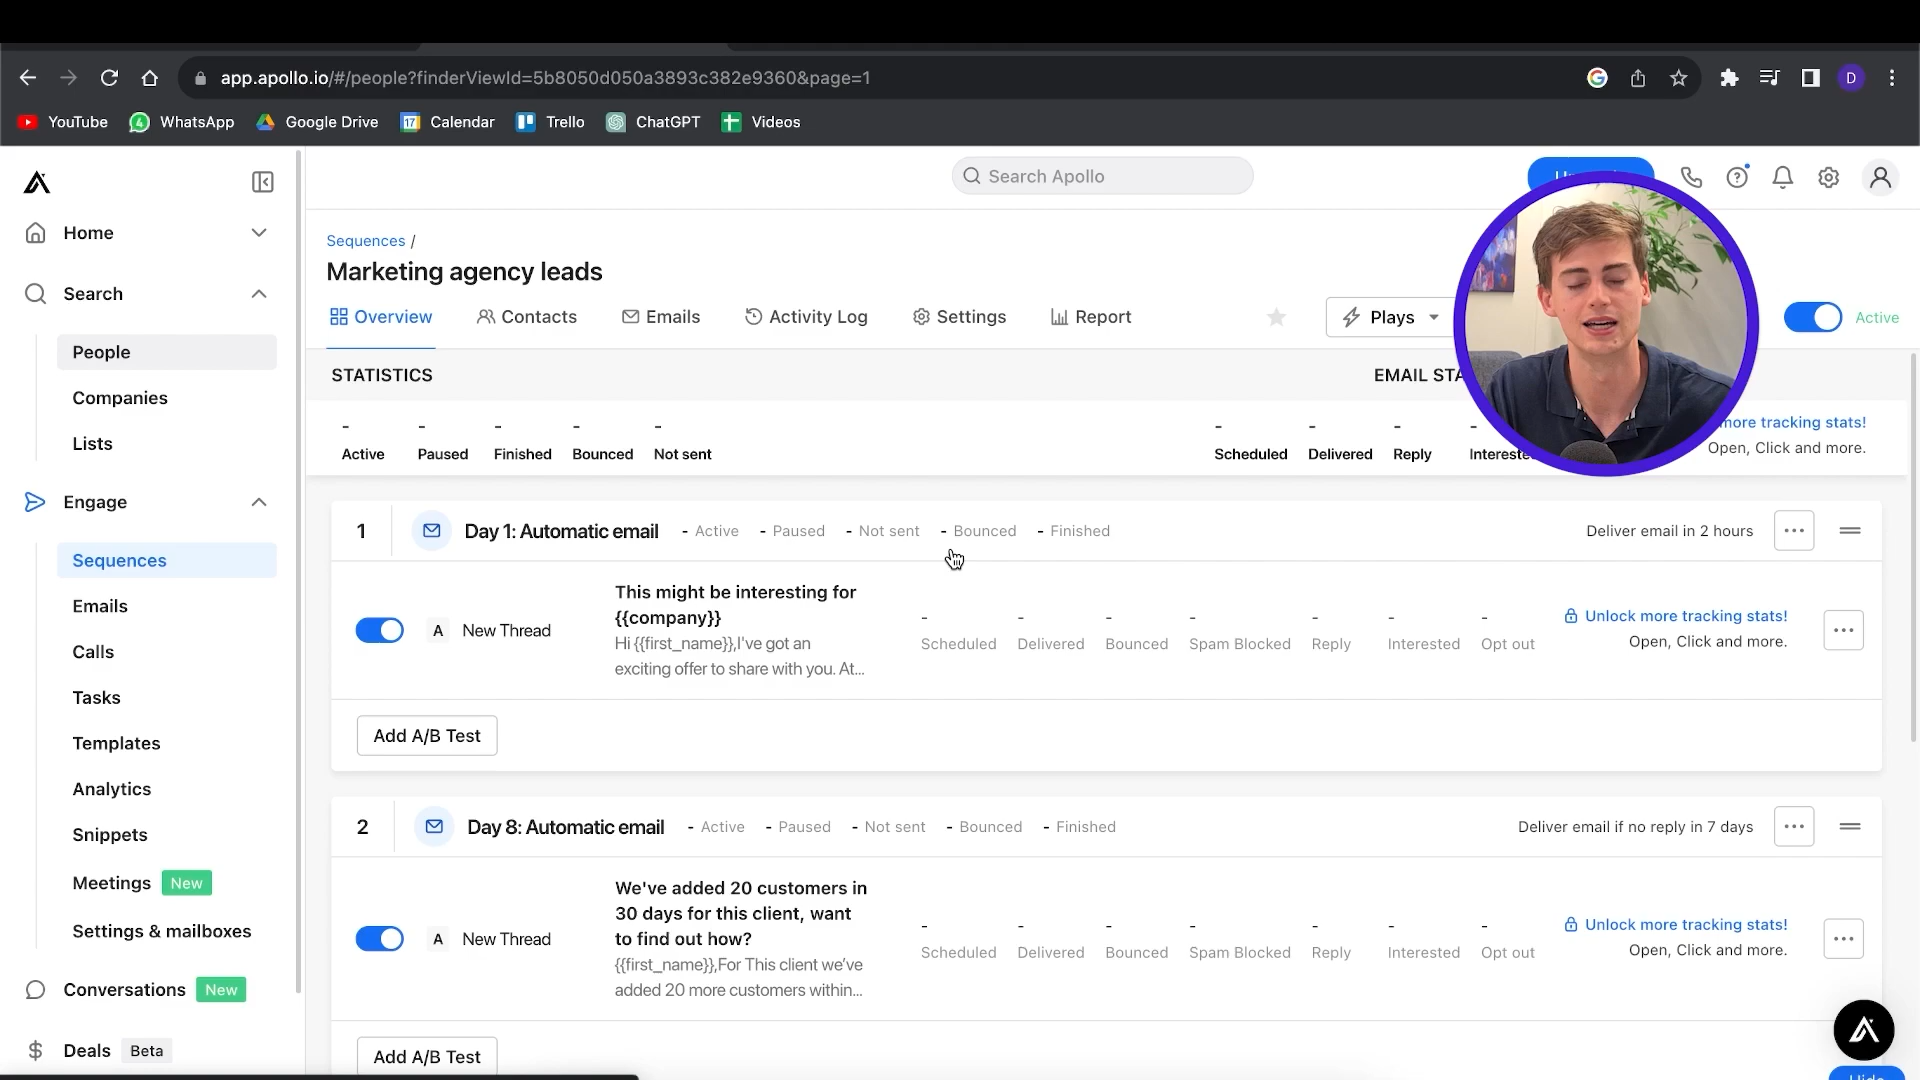 app.apollo.io/#/people?finderViewId=5b8050d050a3893c382e9360&page=1
D
YouTube
WhatsApp
Google Drive
17
Calendar
Trello
ChatGPT
Videos
Search Apollo
Home
Search
People
Companies
Lists
Engage
Sequences
Emails
Calls
Tasks
Templates
Analytics
Snippets
Meetings New
Settings & mailboxes
Conversations New
Deals Beta
Sequences /
Marketing agency leads
Overview
Contacts
Emails
Activity Log
Settings
Report
Plays
Active
STATISTICS
EMAIL STA
- - - - -
Active Paused Finished Bounced Not sent
- - - -
Scheduled Delivered Reply Intereste
more tracking stats!
Open, Click and more.
1 Day 1: Automatic email - Active - Paused - Not sent - Bounced - Finished Deliver email in 2 hours
A New Thread
This might be interesting for
{{company}}
Hi {{first_name}},I've got an
exciting offer to share with you. At...
- - - - - - -
Scheduled Delivered Bounced Spam Blocked Reply Interested Opt out
Unlock more tracking stats!
Open, Click and more.
Add A/B Test
2 Day 8: Automatic email - Active - Paused - Not sent - Bounced - Finished Deliver email if no reply in 7 days
A New Thread
We've added 20 customers in
30 days for this client, want
to find out how?
{{first_name}},For This client we've
added 20 more customers within...
- - - - - - -
Scheduled Delivered Bounced Spam Blocked Reply Interested Opt out
Unlock more tracking stats!
Open, Click and more.
Add A/B Test